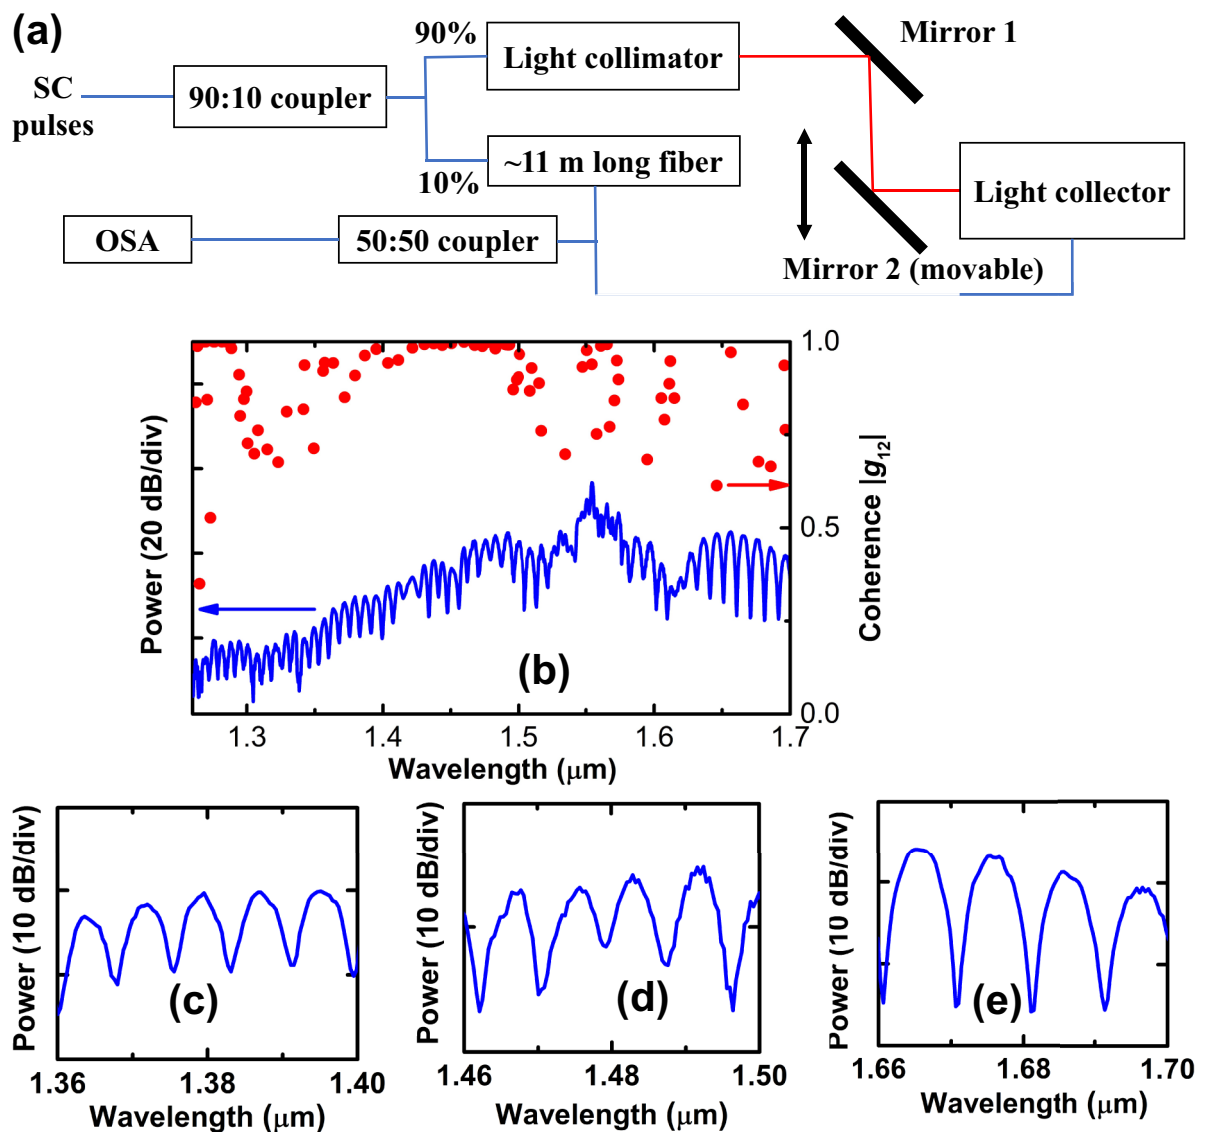 (a)
SC
pulses
90:10 coupler
90%
10%
Light collimator
~11 m long fiber
Mirror 1
Mirror 2 (movable)
Light collector
OSA
50:50 coupler
Power (20 dB/div)
1.0
0.5
0.0
Coherence |g12|
(b)
1.3 1.4 1.5 1.6 1.7
Wavelength (μm)
Power (10 dB/div)
(c)
1.36 1.38 1.40
Wavelength (μm)
Power (10 dB/div)
(d)
1.46 1.48 1.50
Wavelength (μm)
Power (10 dB/div)
(e)
1.66 1.68 1.70
Wavelength (μm)